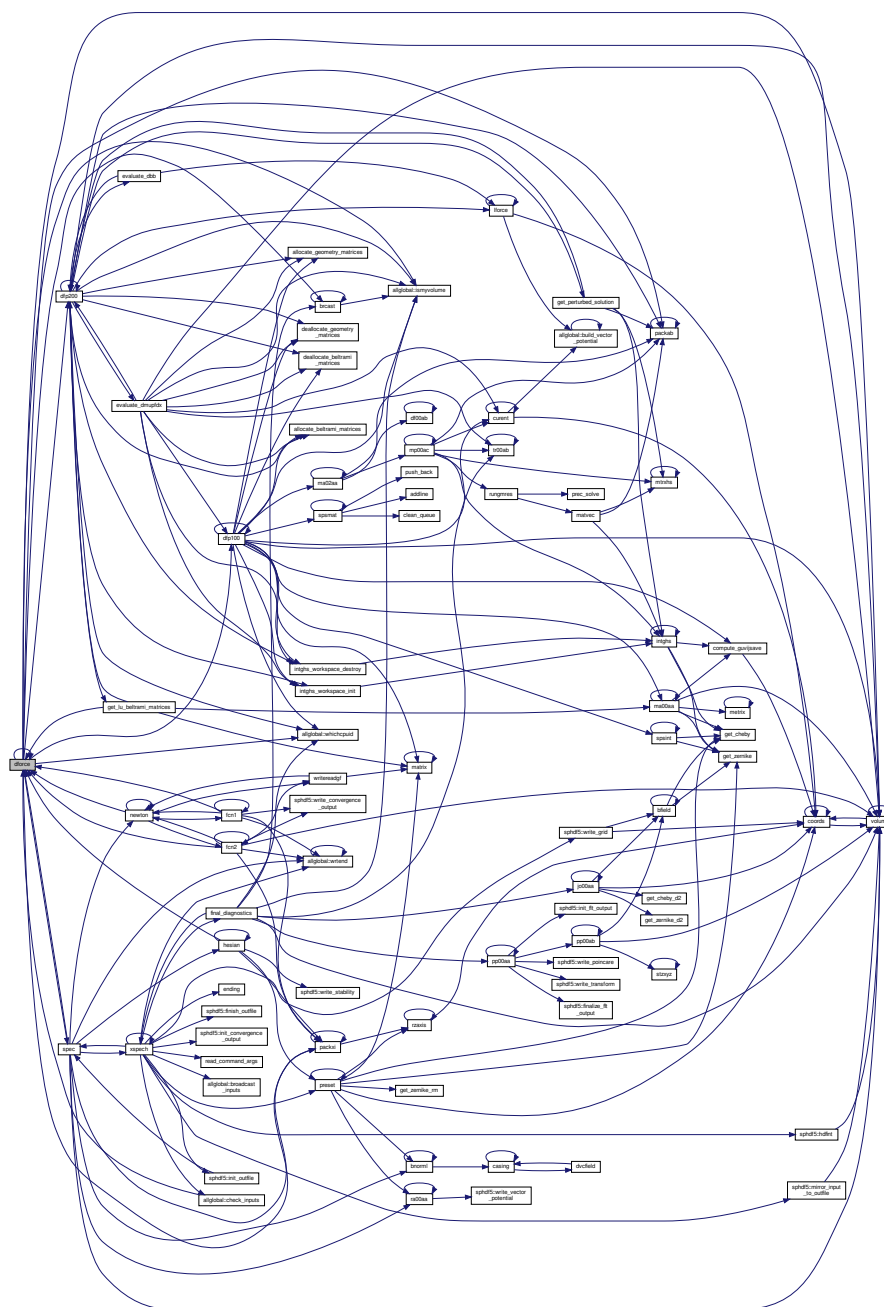 evaluate_dbb
lforce
allocate_geometry_matrices
dfp200
allglobal::ismyvolume
brcast
get_perturbed_solution
deallocate_geometry
_matrices
allglobal::build_vector
_potential
packab
deallocate_beltrami
_matrices
evaluate_dmupfdx
df00ab
curent
allocate_beltrami_matrices
mp00ac
tr00ab
push_back
mtrxhs
ma02aa
rungmres
prec_solve
addline
spsmat
clean_queue
matvec
dfp100
intghs
compute_guvijsave
intghs_workspace_destroy
intghs_workspace_init
get_lu_beltrami_matrices
ma00aa
metrix
allglobal::whichcpuid
get_cheby
spsint
get_zernike
dforce
matrix
writereadgf
sphdf5::write_convergence
_output
newton
fcn1
bfield
coords
volume
sphdf5::write_grid
fcn2
allglobal::wrtend
jo00aa
get_cheby_d2
final_diagnostics
sphdf5::init_flt_output
get_zernike_d2
hesian
pp00ab
pp00aa
sphdf5::write_poincare
stzxyz
ending
sphdf5::write_transform
sphdf5::write_stability
sphdf5::finalize_flt
_output
sphdf5::finish_outfile
rzaxis
sphdf5::init_convergence
_output
spec
xspech
packxi
read_command_args
allglobal::broadcast
_inputs
preset
get_zernike_rm
sphdf5::hdfint
bnorml
casing
dvcfield
sphdf5::init_outfile
sphdf5::mirror_input
_to_outfile
allglobal::check_inputs
ra00aa
sphdf5::write_vector
_potential